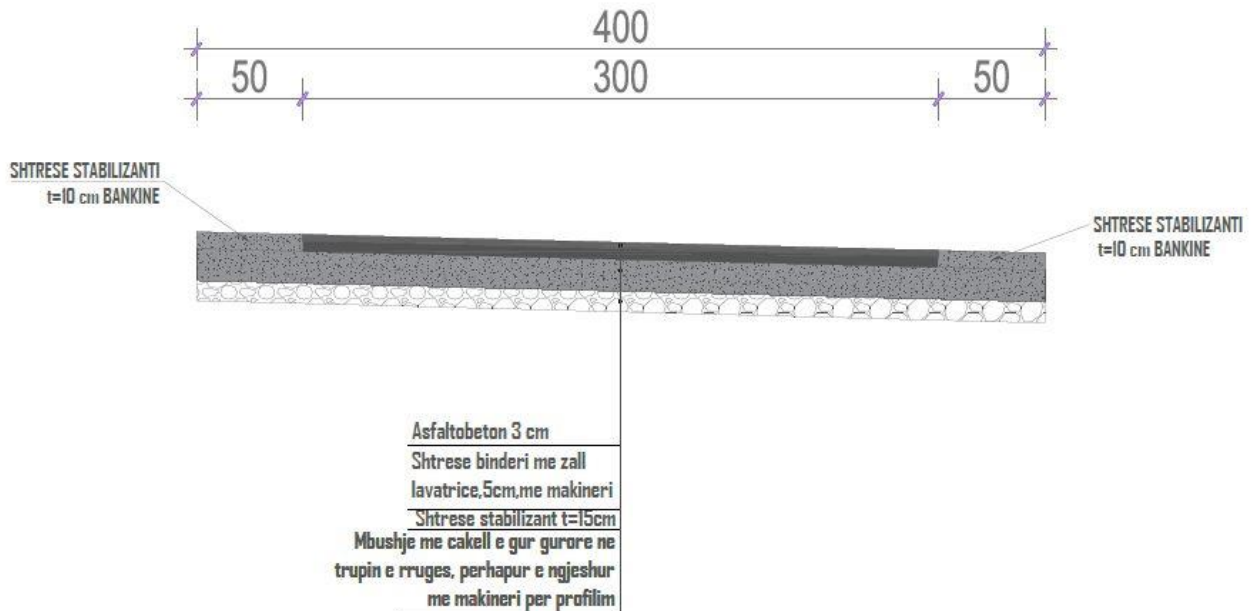 400
50
300
50
SHTRESE STABILIZANTI
t=10 cm BANKINE
SHTRESE STABILIZANTI
t=10 cm BANKINE
Asfaltobeton 3 cm
Shtrese binderi me zall
lavatrice,5cm,me makineri
Shtrese stabilizant t=15cm
Mbushje me cakell e gur gurore ne
trupin e rruges, perhapur e ngjeshur
me makineri per profilim